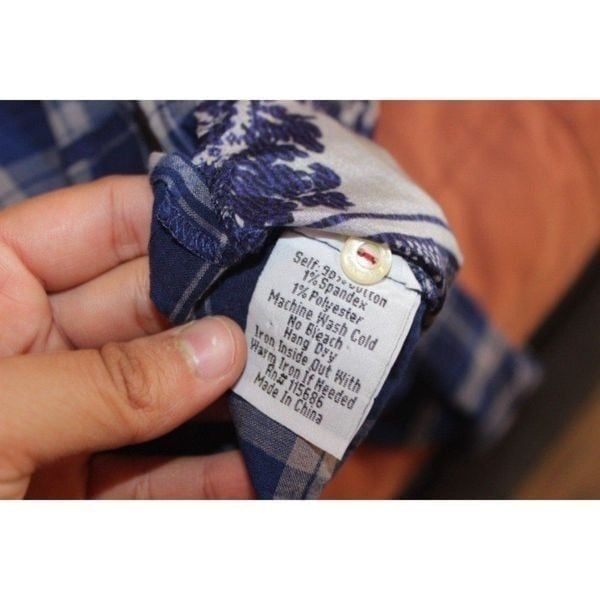 Self: 98% Cotton
1% Spandex
1% Polyester
Machine Wash Cold
No Bleach
Hang Dry
Iron Inside Out With
Warm Iron If Needed
Rn# 115686
Made In China